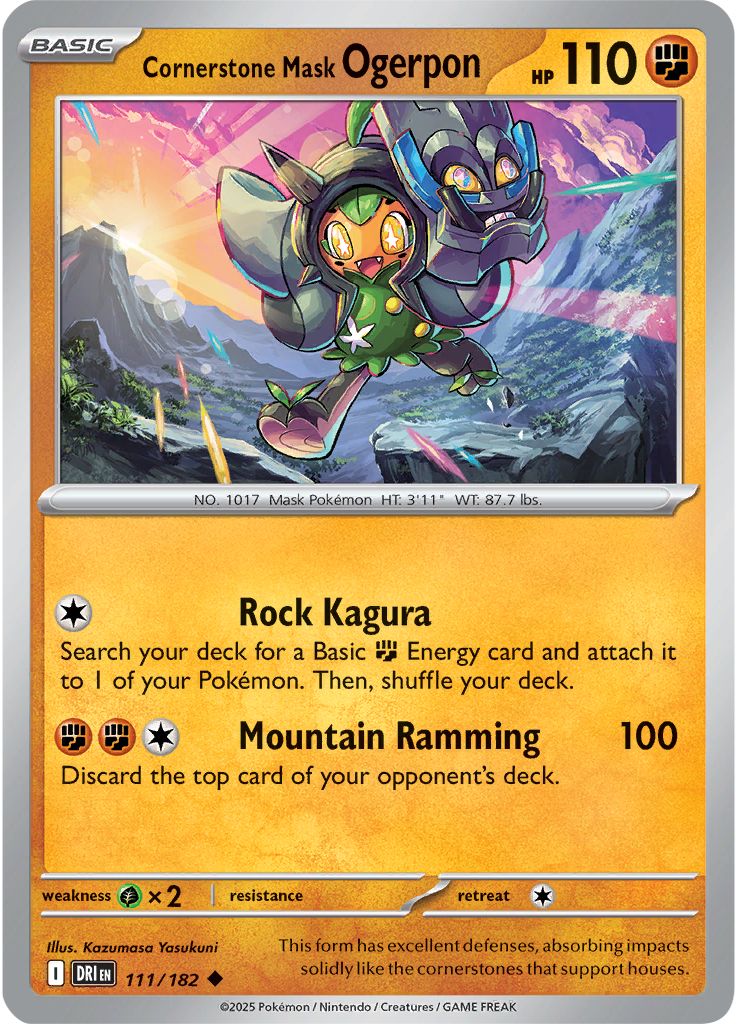 BASIC
Cornerstone Mask Ogerpon HP 110
NO. 1017 Mask Pokémon HT: 3'11" WT: 87.7 lbs.
Rock Kagura
Search your deck for a Basic Energy card and attach it
to 1 of your Pokémon. Then, shuffle your deck.
Mountain Ramming 100
Discard the top card of your opponent's deck.
weakness ×2 resistance retreat
Illus. Kazumasa Yasukuni
This form has excellent defenses, absorbing impacts
solidly like the cornerstones that support houses.
I DRI EN 111/182
©2025 Pokémon / Nintendo / Creatures / GAME FREAK